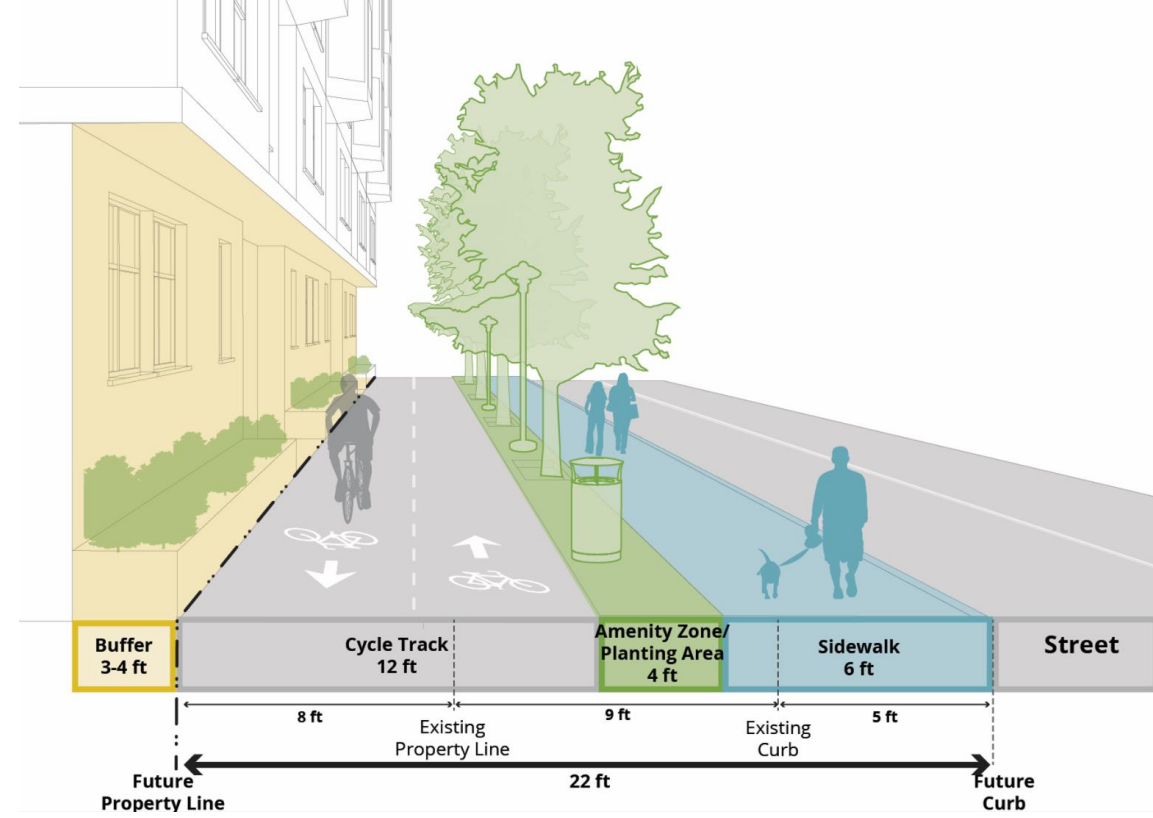 Buffer
3-4 ft
Cycle Track
12 ft
Amenity Zone/
Planting Area
4 ft
Sidewalk
6 ft
Street
8 ft
9 ft
5 ft
Existing
Property Line
Existing
Curb
22 ft
Future
Property Line
Future
Curb